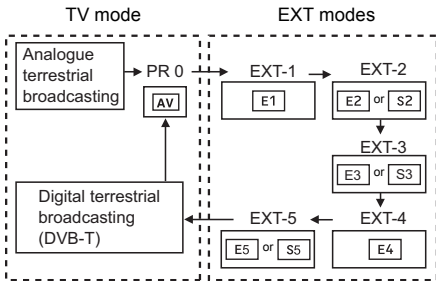 TV mode
EXT modes
Analogue
terrestrial
broadcasting
PR 0
AV
EXT-1
E1
EXT-2
E2 or S2
EXT-3
E3 or S3
EXT-4
E4
EXT-5
E5 or S5
Digital terrestrial
broadcasting
(DVB-T)